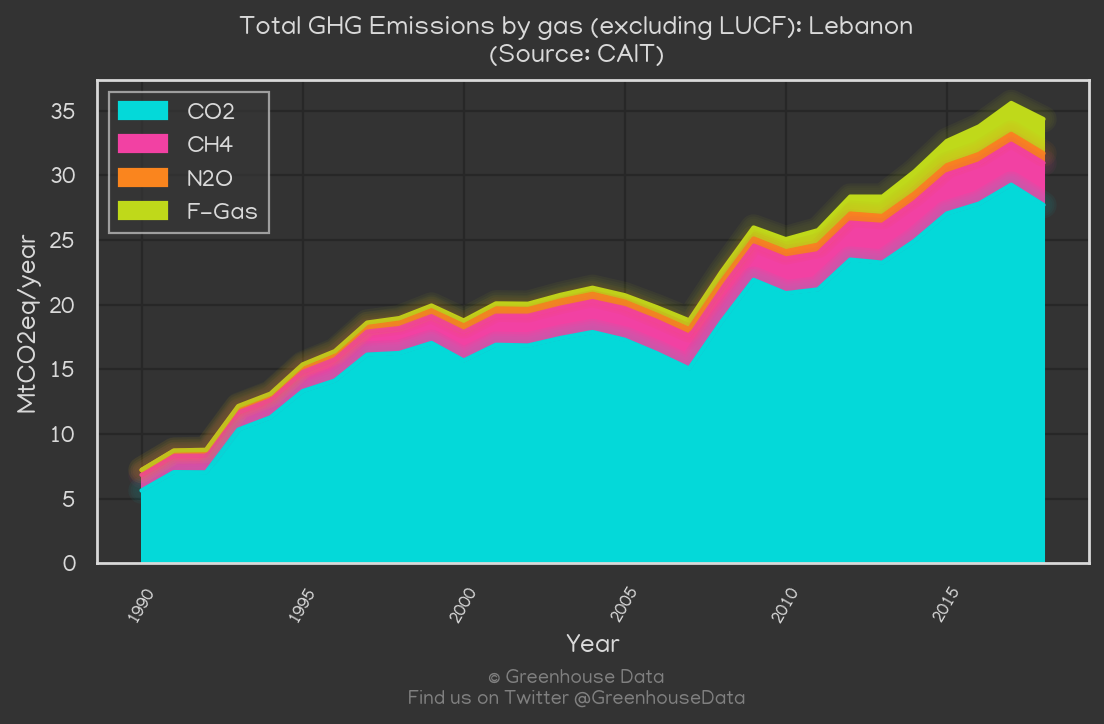 Total GHG Emissions by gas (excluding LUCF): Lebanon
(Source: CAIT)
CO2
CH4
N2O
F-Gas
MtCO2eq/year
35
30
25
20
15
10
5
0
1990
1995
2000
2005
2010
2015
Year
© Greenhouse Data
Find us on Twitter @GreenhouseData